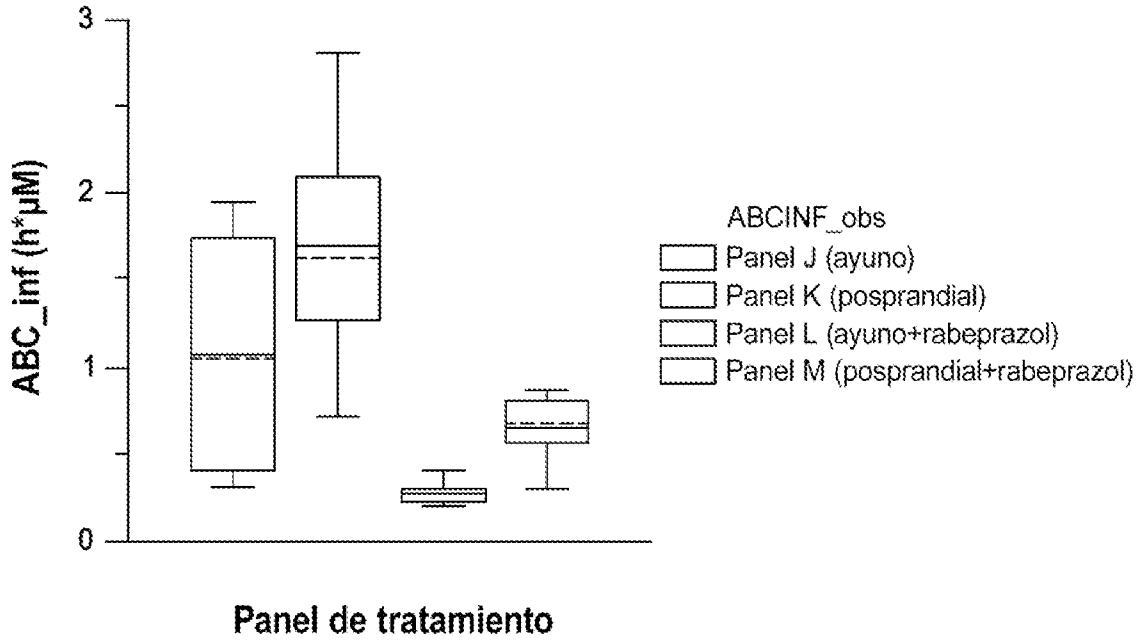 3
2
1
0
ABC_inf (h*µM)
Panel de tratamiento
ABCINF_obs
Panel J (ayuno)
Panel K (posprandial)
Panel L (ayuno+rabeprazol)
Panel M (posprandial+rabeprazol)